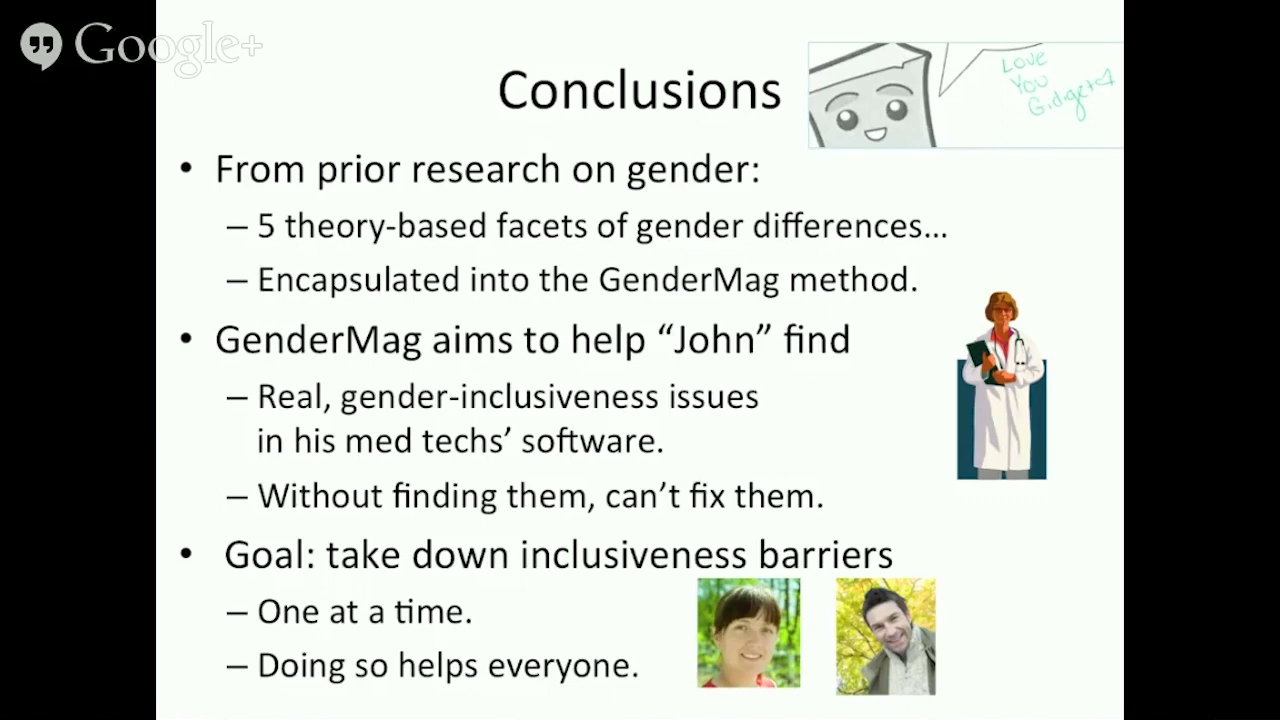 Google+
Conclusions
Love
You
Gidget
• From prior research on gender:
– 5 theory-based facets of gender differences…
– Encapsulated into the GenderMag method.
• GenderMag aims to help “John” find
– Real, gender-inclusiveness issues
in his med techs’ software.
– Without finding them, can’t fix them.
• Goal: take down inclusiveness barriers
– One at a time.
– Doing so helps everyone.